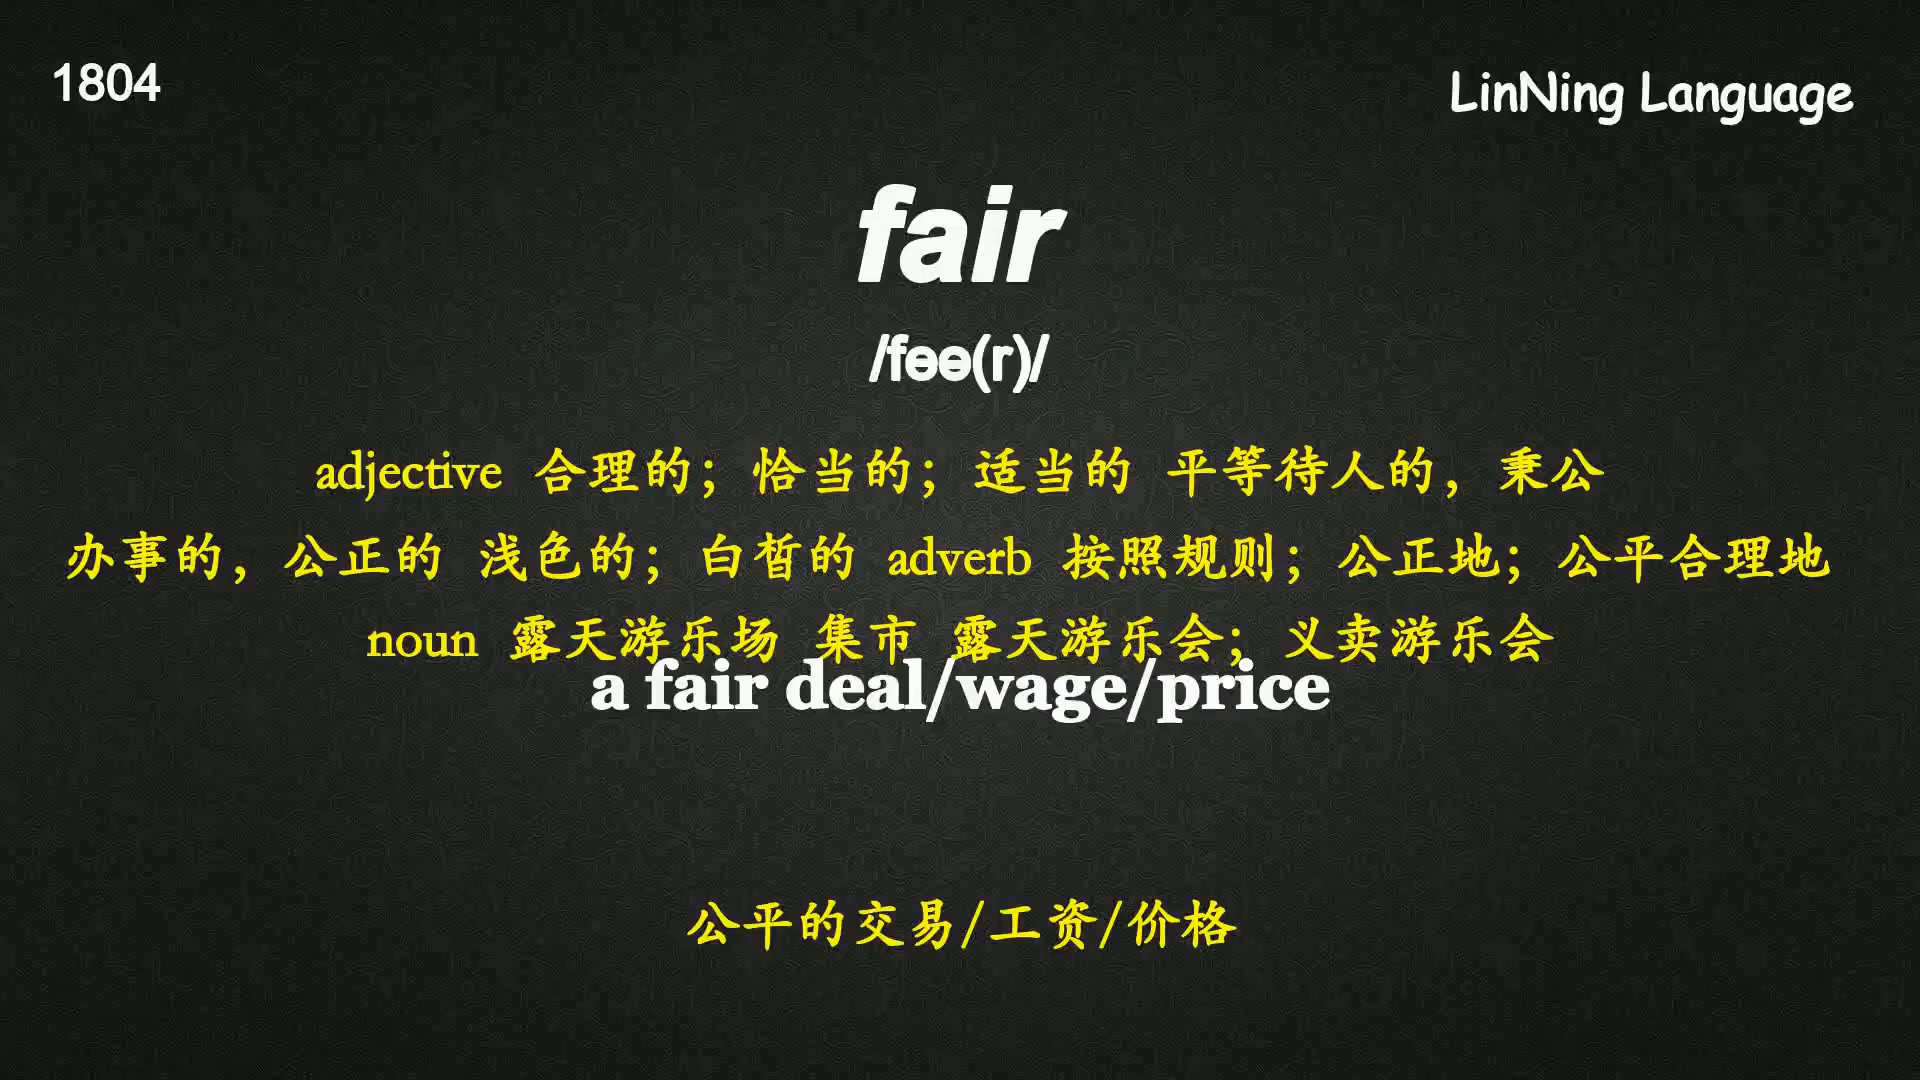 1804
LinNing Language
fair
/fɘɘ(r)/
adjective 合理的；恰当的；适当的 平等待人的，秉公
办事的，公正的 浅色的；白皙的 adverb 按照规则；公正地；公平合理地
noun 露天游乐场 集市 露天游乐会；义卖游乐会
a fair deal/wage/price
公平的交易/工资/价格